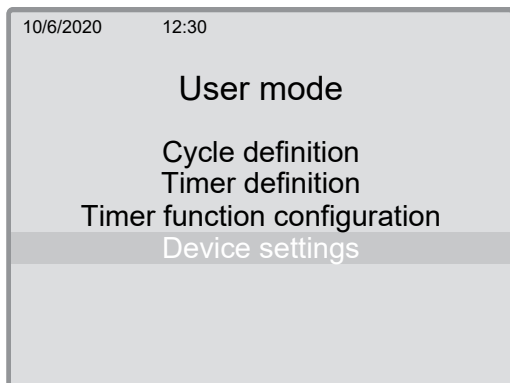 10/6/2020 12:30
User mode
Cycle definition
Timer definition
Timer function configuration
Device settings